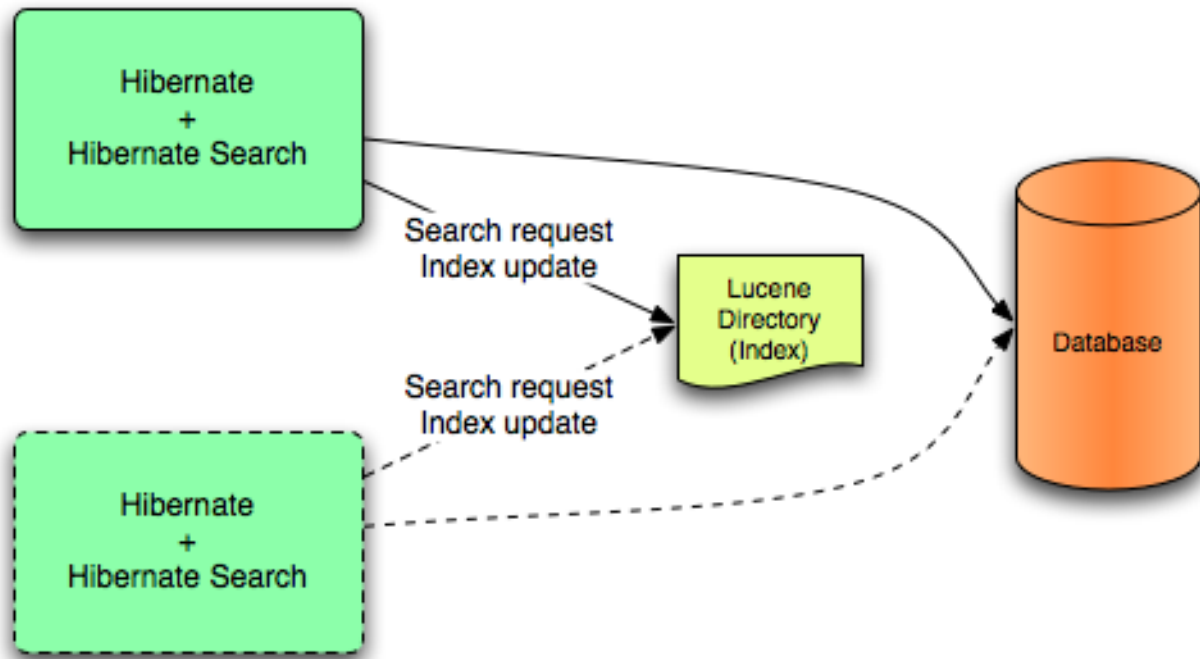 Hibernate
+
Hibernate Search
Search request
Index update
Lucene
Directory
(Index)
Database
Search request
Index update
Hibernate
+
Hibernate Search